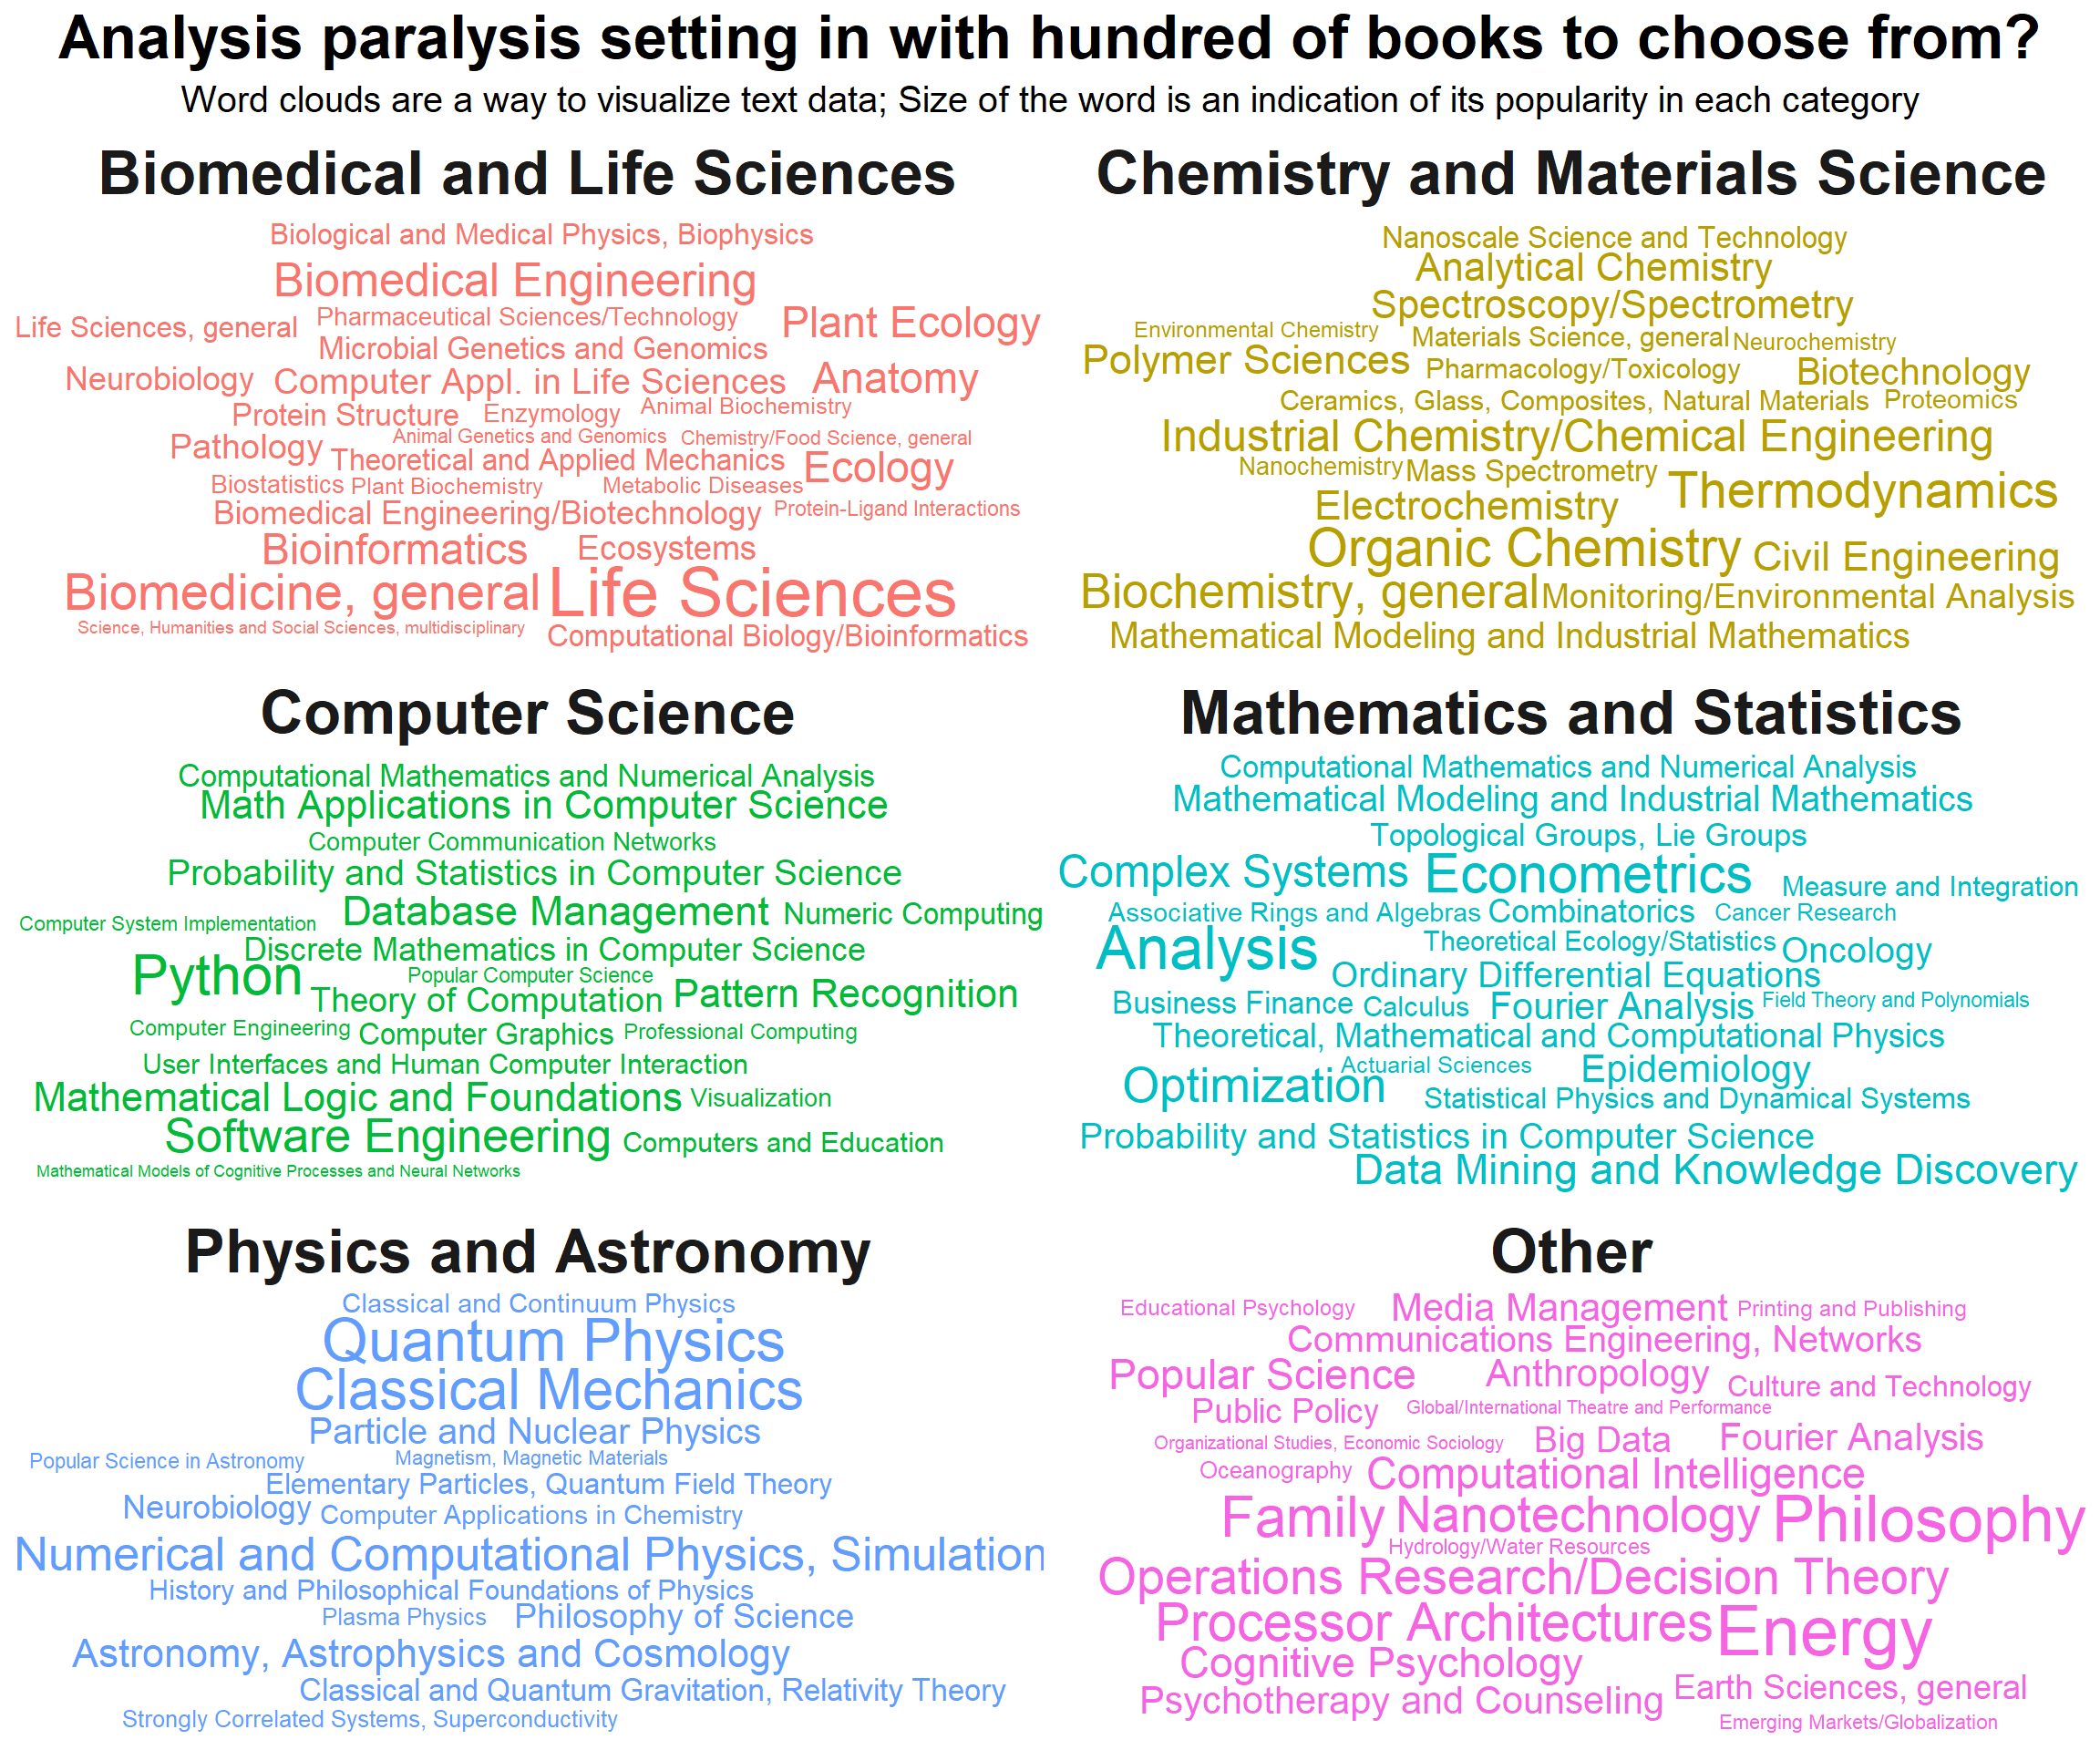 Analysis paralysis setting in with hundred of books to choose from?
Word clouds are a way to visualize text data; Size of the word is an indication of its popularity in each category
Biomedical and Life Sciences
Biological and Medical Physics, Biophysics
Biomedical Engineering
Life Sciences, general
Pharmaceutical Sciences/Technology
Plant Ecology
Microbial Genetics and Genomics
Neurobiology
Computer Appl. in Life Sciences
Anatomy
Protein Structure
Enzymology
Animal Biochemistry
Pathology
Animal Genetics and Genomics
Chemistry/Food Science, general
Theoretical and Applied Mechanics
Ecology
Biostatistics
Plant Biochemistry
Metabolic Diseases
Biomedical Engineering/Biotechnology
Protein-Ligand Interactions
Bioinformatics
Ecosystems
Biomedicine, general
Life Sciences
Science, Humanities and Social Sciences, multidisciplinary
Computational Biology/Bioinformatics
Chemistry and Materials Science
Nanoscale Science and Technology
Analytical Chemistry
Spectroscopy/Spectrometry
Environmental Chemistry
Materials Science, general
Neurochemistry
Polymer Sciences
Pharmacology/Toxicology
Biotechnology
Ceramics, Glass, Composites, Natural Materials
Proteomics
Industrial Chemistry/Chemical Engineering
Nanochemistry
Mass Spectrometry
Thermodynamics
Electrochemistry
Organic Chemistry
Civil Engineering
Biochemistry, general
Monitoring/Environmental Analysis
Mathematical Modeling and Industrial Mathematics
Computer Science
Computational Mathematics and Numerical Analysis
Math Applications in Computer Science
Computer Communication Networks
Probability and Statistics in Computer Science
Computer System Implementation
Database Management
Numeric Computing
Discrete Mathematics in Computer Science
Python
Popular Computer Science
Theory of Computation
Pattern Recognition
Computer Engineering
Computer Graphics
Professional Computing
User Interfaces and Human Computer Interaction
Mathematical Logic and Foundations
Visualization
Software Engineering
Computers and Education
Mathematical Models of Cognitive Processes and Neural Networks
Mathematics and Statistics
Computational Mathematics and Numerical Analysis
Mathematical Modeling and Industrial Mathematics
Topological Groups, Lie Groups
Complex Systems
Econometrics
Measure and Integration
Associative Rings and Algebras
Combinatorics
Cancer Research
Analysis
Theoretical Ecology/Statistics
Oncology
Ordinary Differential Equations
Business Finance
Calculus
Fourier Analysis
Field Theory and Polynomials
Theoretical, Mathematical and Computational Physics
Actuarial Sciences
Epidemiology
Optimization
Statistical Physics and Dynamical Systems
Probability and Statistics in Computer Science
Data Mining and Knowledge Discovery
Physics and Astronomy
Classical and Continuum Physics
Quantum Physics
Classical Mechanics
Particle and Nuclear Physics
Popular Science in Astronomy
Magnetism, Magnetic Materials
Elementary Particles, Quantum Field Theory
Neurobiology
Computer Applications in Chemistry
Numerical and Computational Physics, Simulation
History and Philosophical Foundations of Physics
Plasma Physics
Philosophy of Science
Astronomy, Astrophysics and Cosmology
Classical and Quantum Gravitation, Relativity Theory
Strongly Correlated Systems, Superconductivity
Other
Educational Psychology
Media Management
Printing and Publishing
Communications Engineering, Networks
Popular Science
Anthropology
Culture and Technology
Public Policy
Global/International Theatre and Performance
Organizational Studies, Economic Sociology
Big Data
Fourier Analysis
Oceanography
Computational Intelligence
Family
Nanotechnology
Philosophy
Hydrology/Water Resources
Operations Research/Decision Theory
Processor Architectures
Energy
Cognitive Psychology
Earth Sciences, general
Psychotherapy and Counseling
Emerging Markets/Globalization